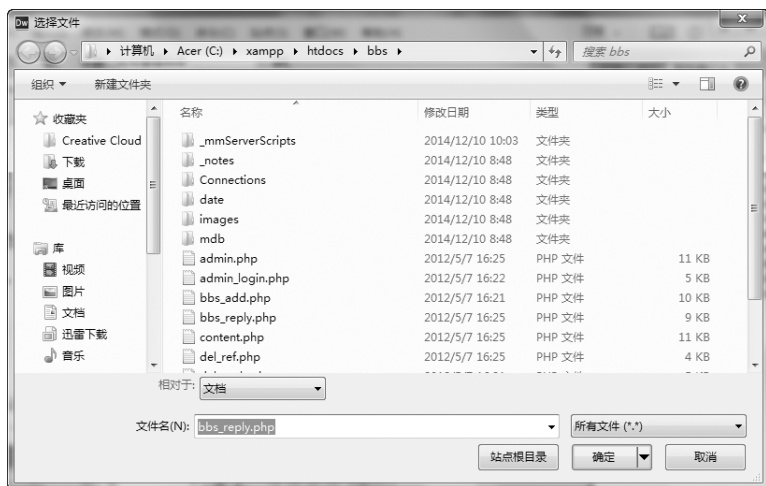 Dw 选择文件
计算机 Acer (C:) xampp htdocs bbs 搜索 bbs
组织 新建文件夹
名称 修改日期 类型 大小
收藏夹
Creative Cloud
下载
桌面
最近访问的位置
库
视频
图片
文档
迅雷下载
音乐
_mmServerScripts 2014/12/10 10:03 文件夹
_notes 2014/12/10 8:48 文件夹
Connections 2014/12/10 8:48 文件夹
date 2014/12/10 8:48 文件夹
images 2014/12/10 8:48 文件夹
mdb 2014/12/10 8:48 文件夹
admin.php 2012/5/7 16:25 PHP 文件 11 KB
admin_login.php 2012/5/7 16:22 PHP 文件 5 KB
bbs_add.php 2012/5/7 16:21 PHP 文件 10 KB
bbs_reply.php 2012/5/7 16:25 PHP 文件 9 KB
content.php 2012/5/7 16:25 PHP 文件 11 KB
del_ref.php 2012/5/7 16:25 PHP 文件 4 KB
相对于: 文档
文件名(N): bbs_reply.php 所有文件 (*.*)
站点根目录 确定 取消